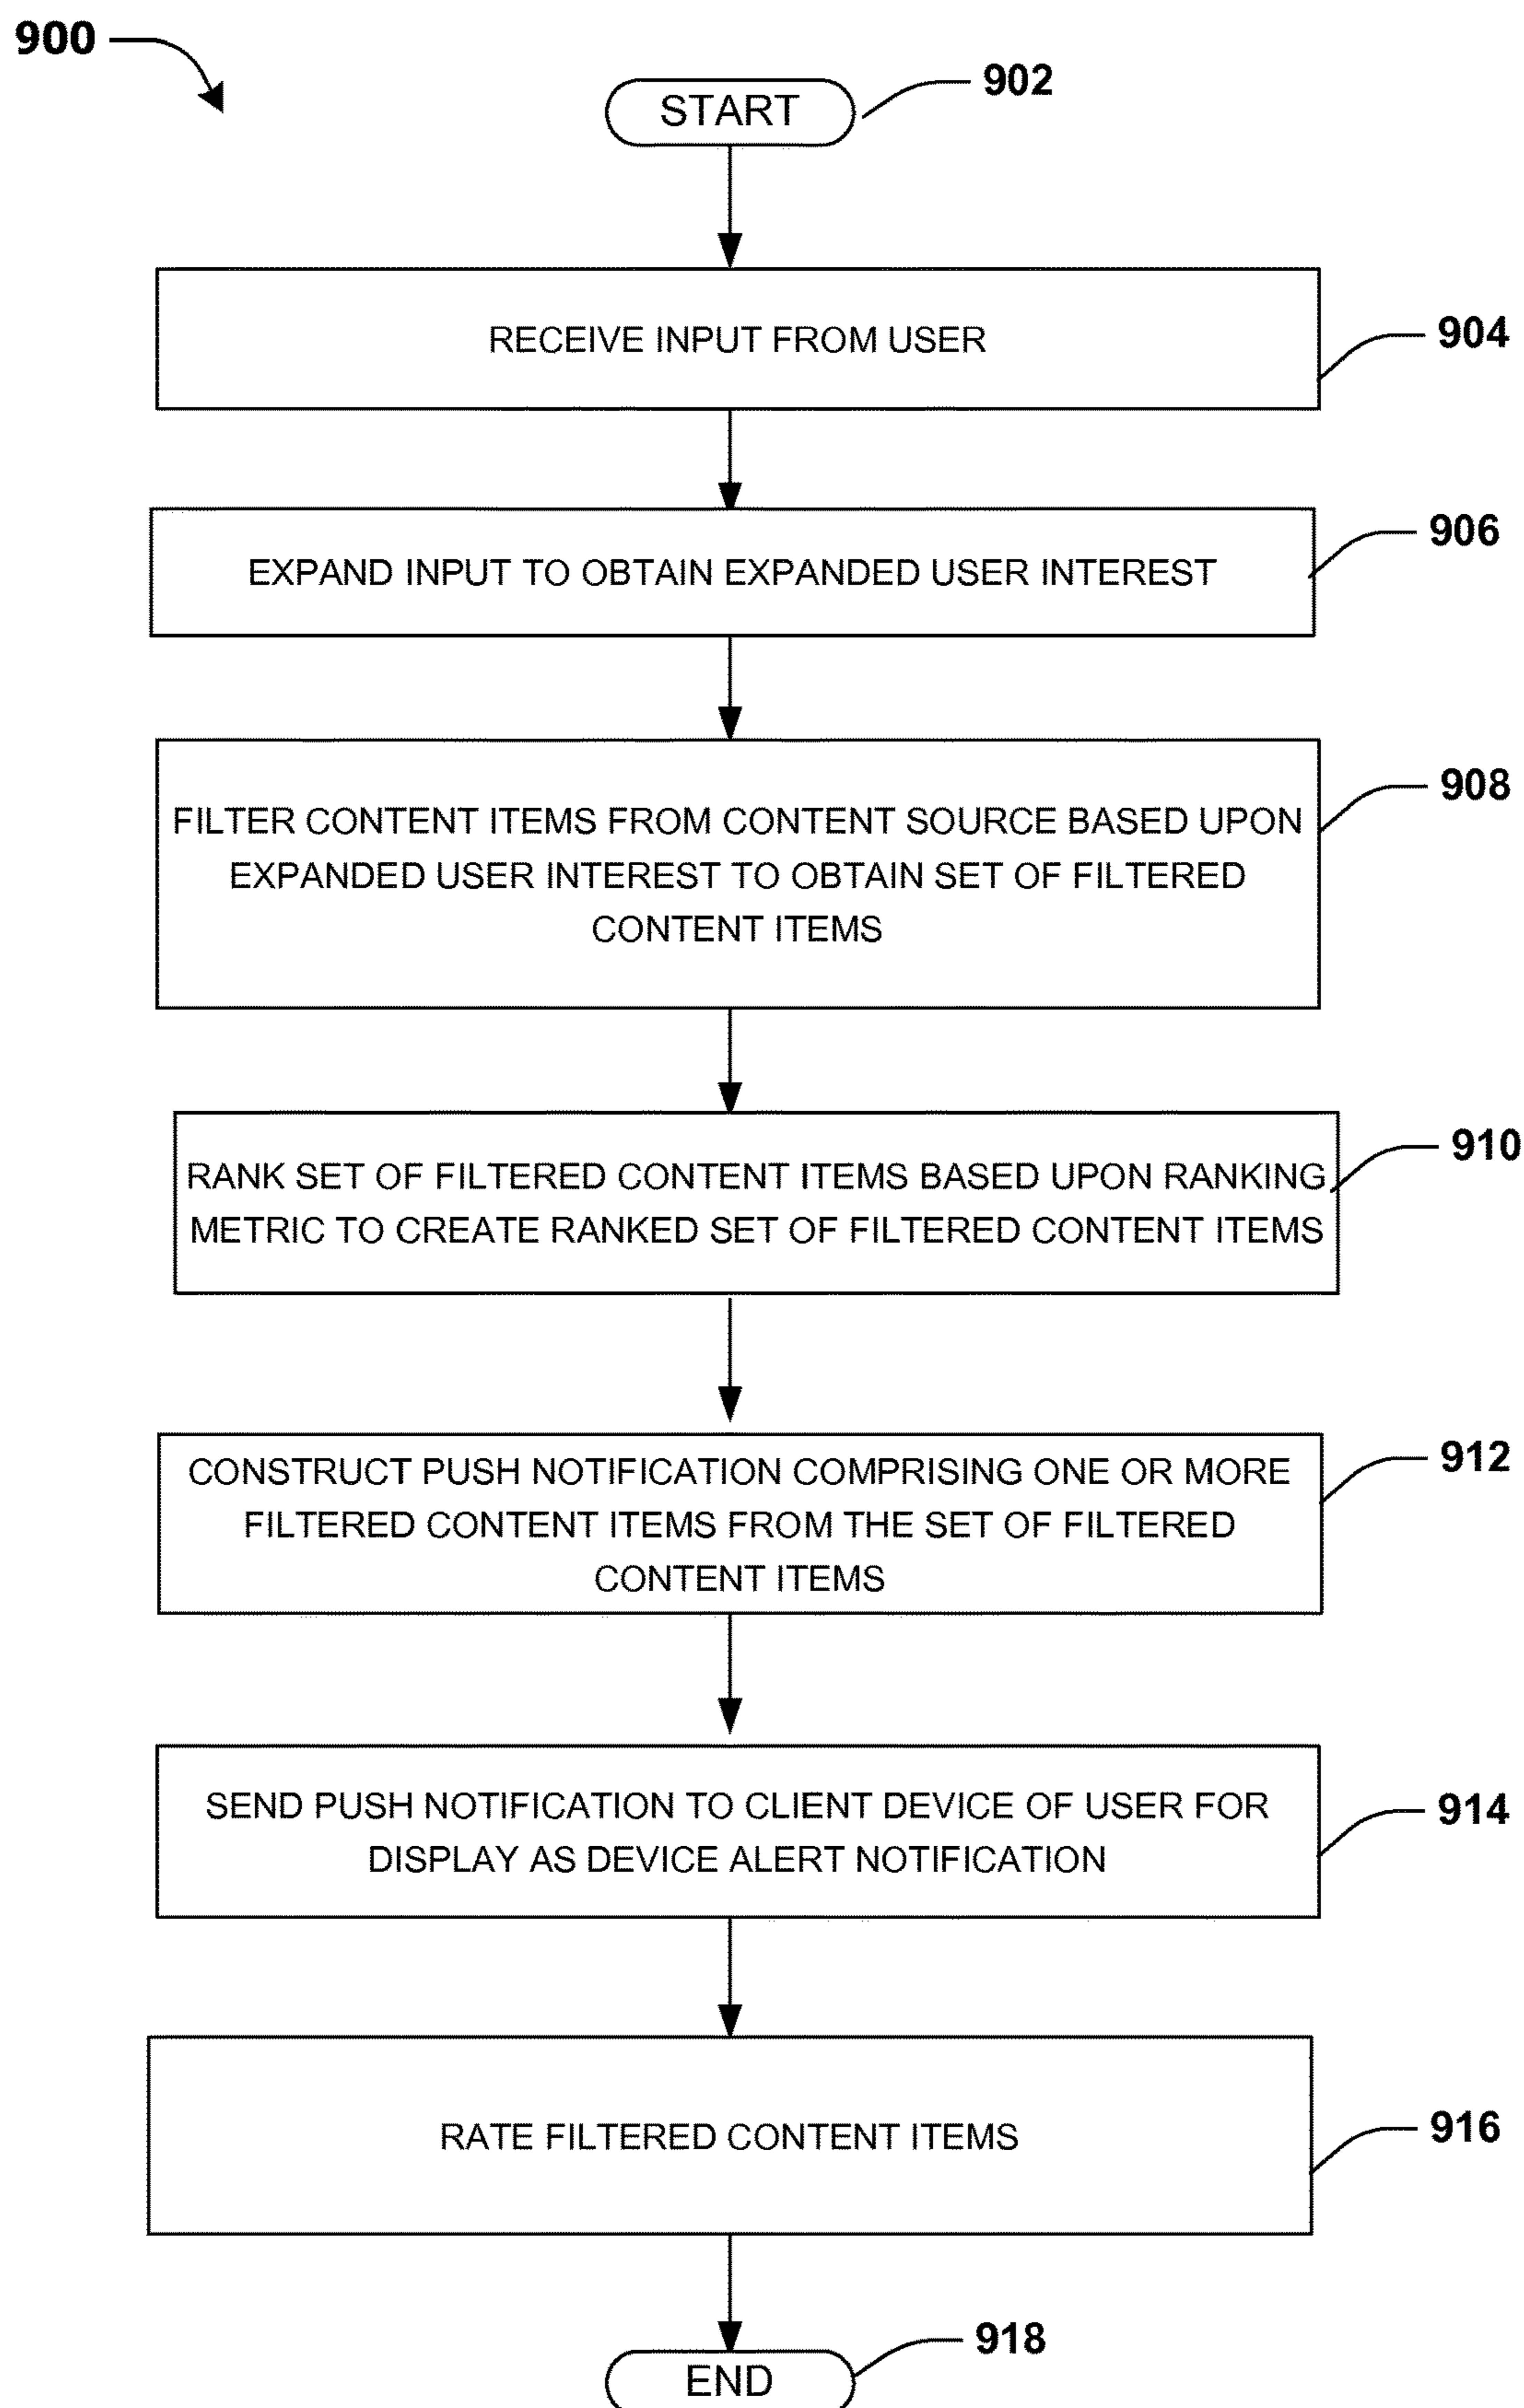 900
START
902
RECEIVE INPUT FROM USER
904
EXPAND INPUT TO OBTAIN EXPANDED USER INTEREST
906
FILTER CONTENT ITEMS FROM CONTENT SOURCE BASED UPON
EXPANDED USER INTEREST TO OBTAIN SET OF FILTERED
CONTENT ITEMS
908
RANK SET OF FILTERED CONTENT ITEMS BASED UPON RANKING
METRIC TO CREATE RANKED SET OF FILTERED CONTENT ITEMS
910
CONSTRUCT PUSH NOTIFICATION COMPRISING ONE OR MORE
FILTERED CONTENT ITEMS FROM THE SET OF FILTERED
CONTENT ITEMS
912
SEND PUSH NOTIFICATION TO CLIENT DEVICE OF USER FOR
DISPLAY AS DEVICE ALERT NOTIFICATION
914
RATE FILTERED CONTENT ITEMS
916
END
918